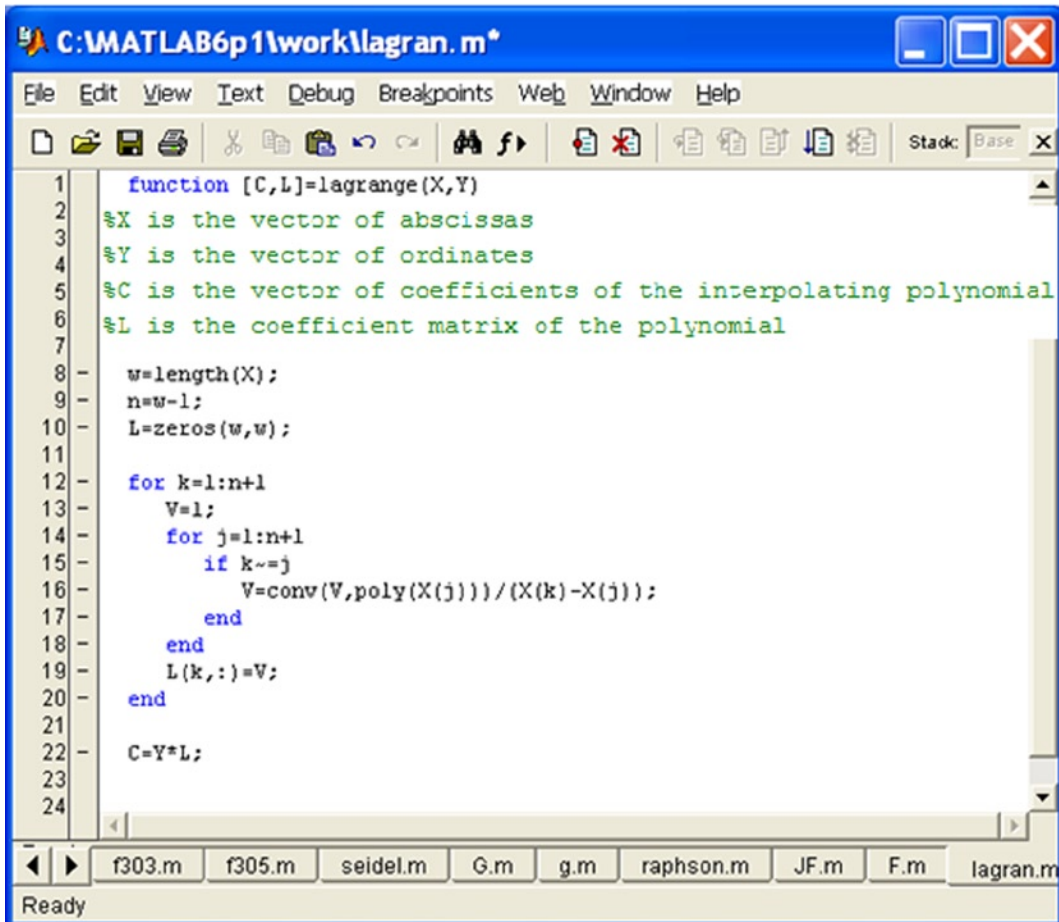 C:\MATLAB6p1\work\lagran.m*
File Edit View Text Debug Breakpoints Web Window Help
Stack: Base
1 function [C,L]=lagrange(X,Y)
2 %X is the vector of abscissas
3
4 %Y is the vector of ordinates
5 %C is the vector of coefficients of the interpolating polynomial
6 %L is the coefficient matrix of the polynomial
7
8 - w=length(X);
9 - n=w-1;
10 - L=zeros(w,w);
11
12 - for k=1:n+1
13 - V=1;
14 - for j=1:n+1
15 - if k~=j
16 - V=conv(V,poly(X(j)))/(X(k)-X(j));
17 - end
18 - end
19 - L(k,:)=V;
20 - end
21
22 - C=Y*L;
23
24
f303.m f305.m seidel.m G.m g.m raphson.m JF.m F.m lagran.m
Ready